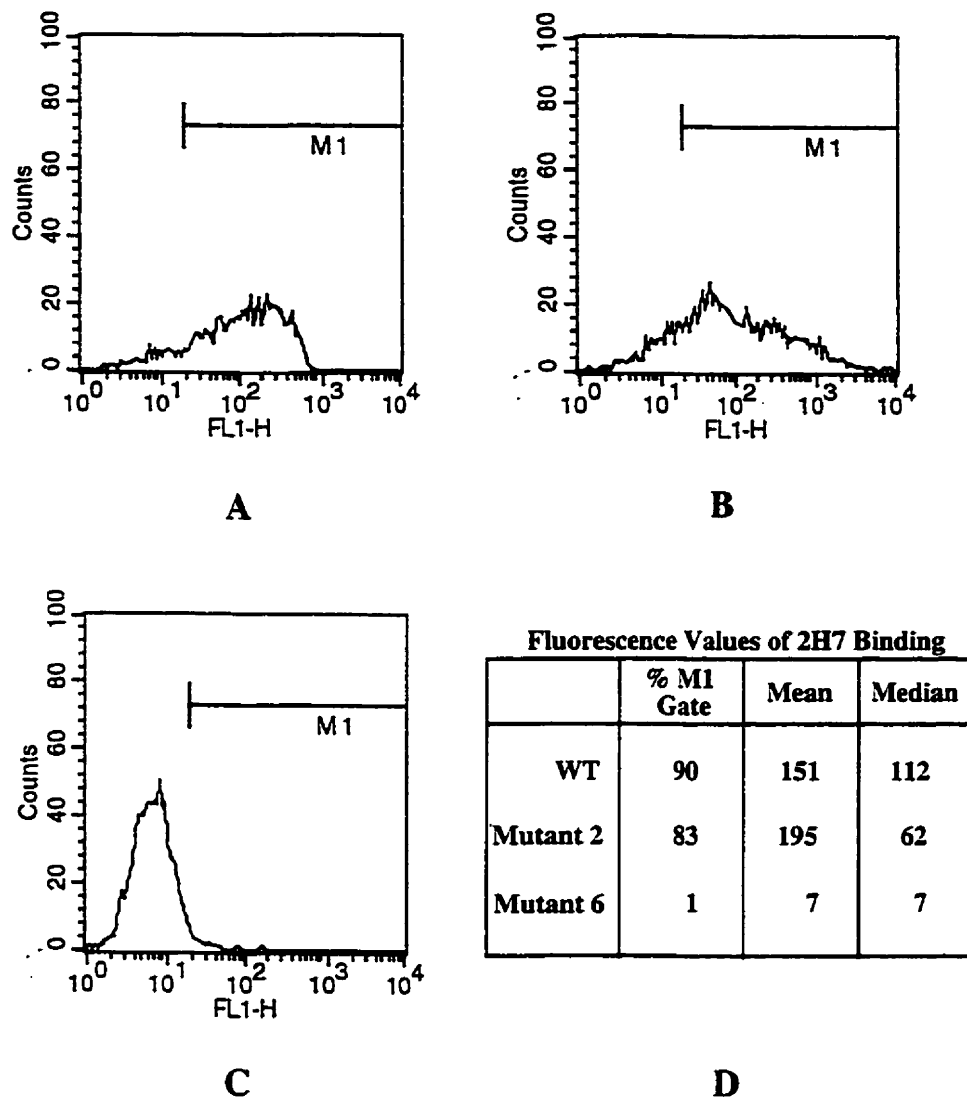 100
80
60
40
20
0
Counts
M1
10^0 10^1 10^2 10^3 10^4
FL1-H
A
100
80
60
40
20
0
Counts
M1
10^0 10^1 10^2 10^3 10^4
FL1-H
B
100
80
60
40
20
0
Counts
M1
10^0 10^1 10^2 10^3 10^4
FL1-H
C
Fluorescence Values of 2H7 Binding
% M1 Gate Mean Median
WT 90 151 112
Mutant 2 83 195 62
Mutant 6 1 7 7
D